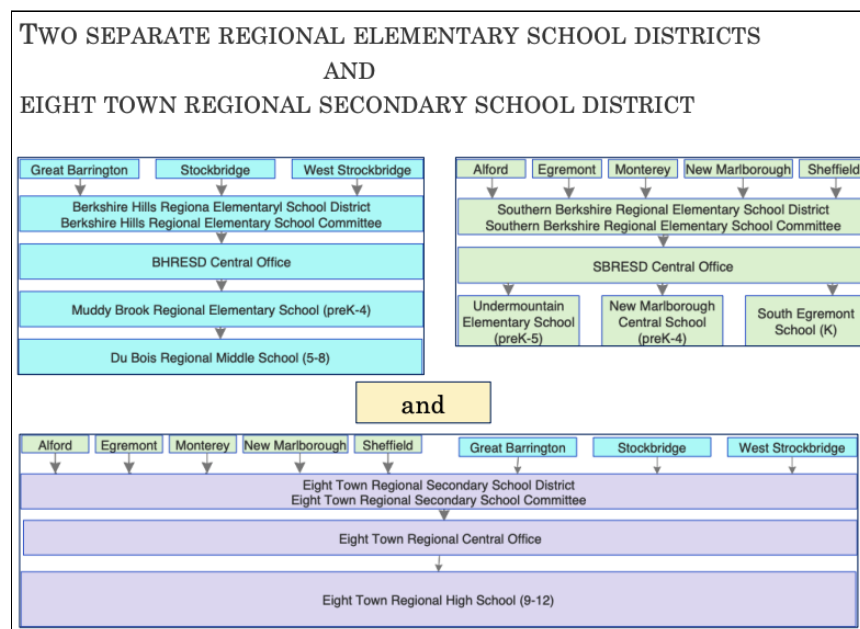 TWO SEPARATE REGIONAL ELEMENTARY SCHOOL DISTRICTS
AND
EIGHT TOWN REGIONAL SECONDARY SCHOOL DISTRICT
Great Barrington
Stockbridge
West Strockbridge
Berkshire Hills Regiona Elementaryl School District
Berkshire Hills Regional Elementary School Committee
BHRESD Central Office
Muddy Brook Regional Elementary School (preK-4)
Du Bois Regional Middle School (5-8)
Alford
Egremont
Monterey
New Marlborough
Sheffield
Southern Berkshire Regional Elementary School District
Southern Berkshire Regional Elementary School Committee
SBRESD Central Office
Undermountain
Elementary School
(preK-5)
New Marlborough
Central School
(preK-4)
South Egremont
School (K)
and
Alford
Egremont
Monterey
New Marlborough
Sheffield
Great Barrington
Stockbridge
West Strockbridge
Eight Town Regional Secondary School District
Eight Town Regional Secondary School Committee
Eight Town Regional Central Office
Eight Town Regional High School (9-12)